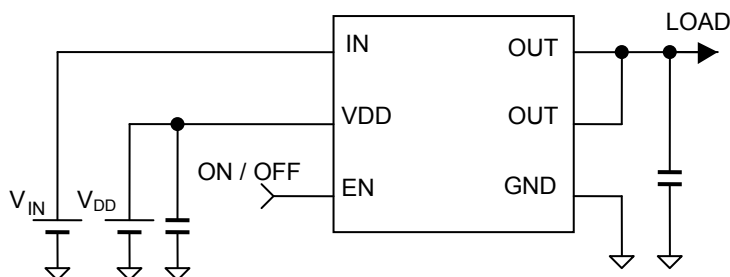 LOAD
IN
OUT
VDD
OUT
ON / OFF
EN
GND
VIN
VDD